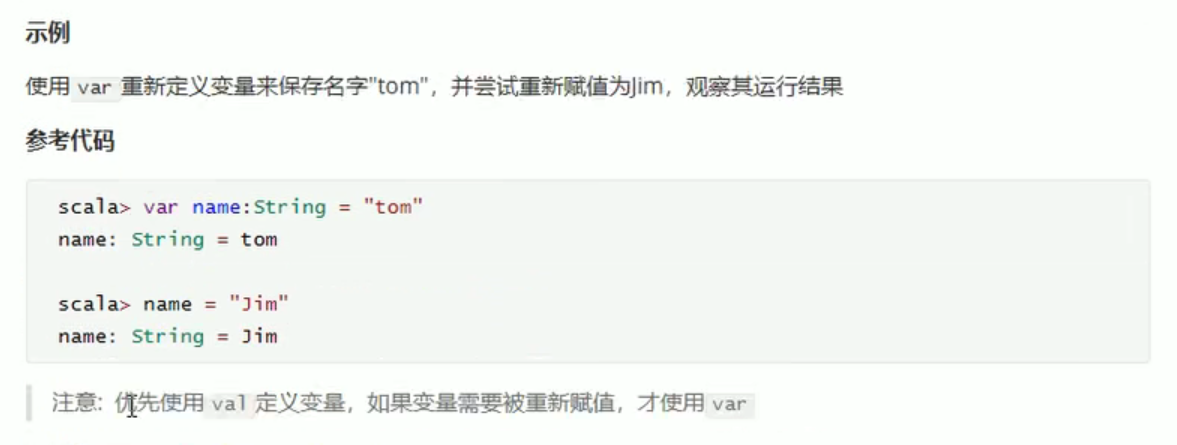 示例
使用 var 重新定义变量来保存名字"tom"，并尝试重新赋值为Jim，观察其运行结果
参考代码
scala> var name:String = "tom"
name: String = tom
scala> name = "Jim"
name: String = Jim
注意: 优先使用 val 定义变量，如果变量需要被重新赋值，才使用 var